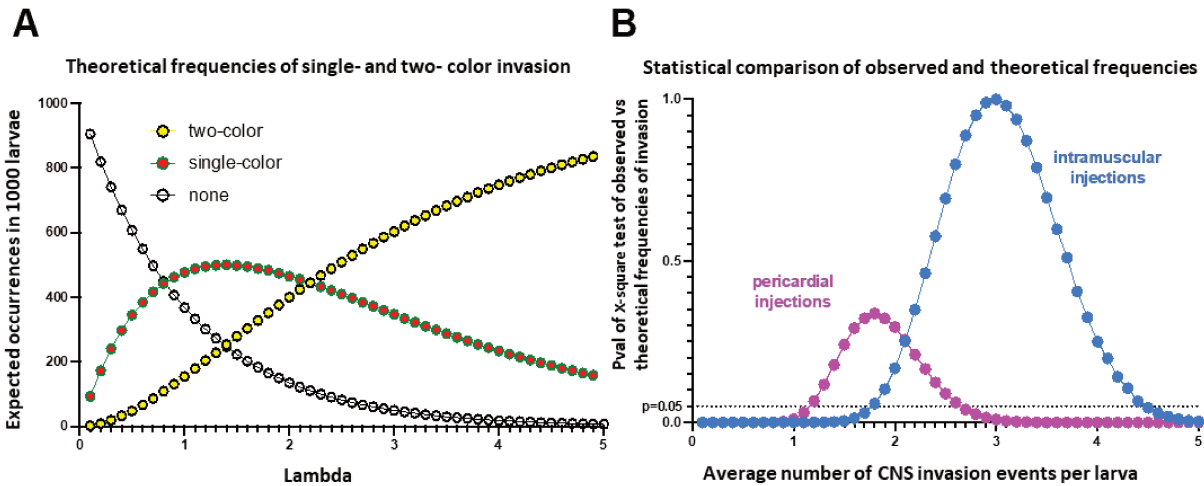 A
Theoretical frequencies of single- and two- color invasion
Expected occurrences in 1000 larvae
1000
800
600
400
200
0
two-color
single-color
none
0
1
2
3
4
5
Lambda
B
Statistical comparison of observed and theoretical frequencies
Pval of X-square test of observed vs
theoretical frequencies of invasion
1.0
0.5
p=0.05
0.0
pericardial
injections
intramuscular
injections
1
2
3
4
5
Average number of CNS invasion events per larva